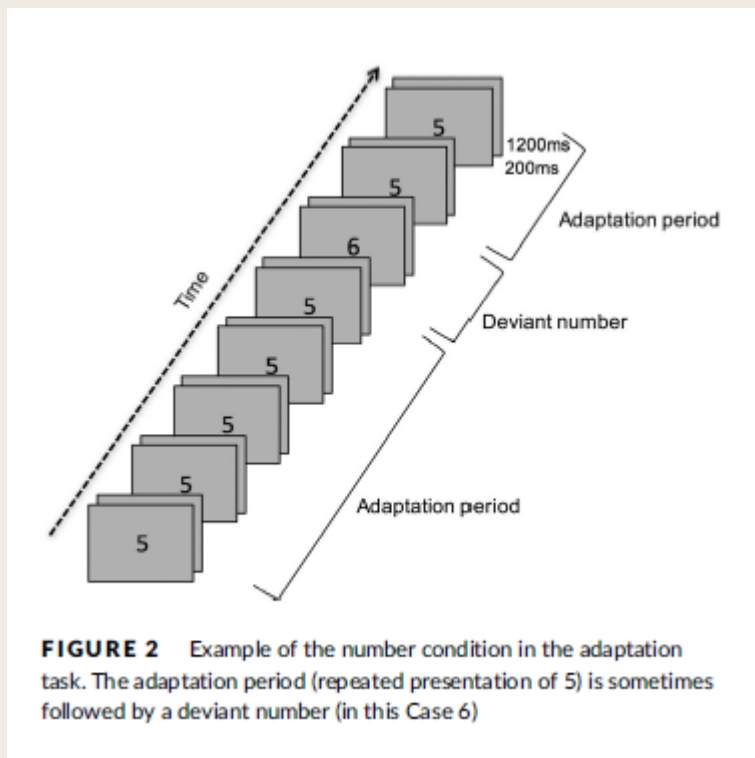 5
1200ms
200ms
5
Adaptation period
6
Time
5
Deviant number
5
5
5
Adaptation period
5
FIGURE 2 Example of the number condition in the adaptation
task. The adaptation period (repeated presentation of 5) is sometimes
followed by a deviant number (in this Case 6)